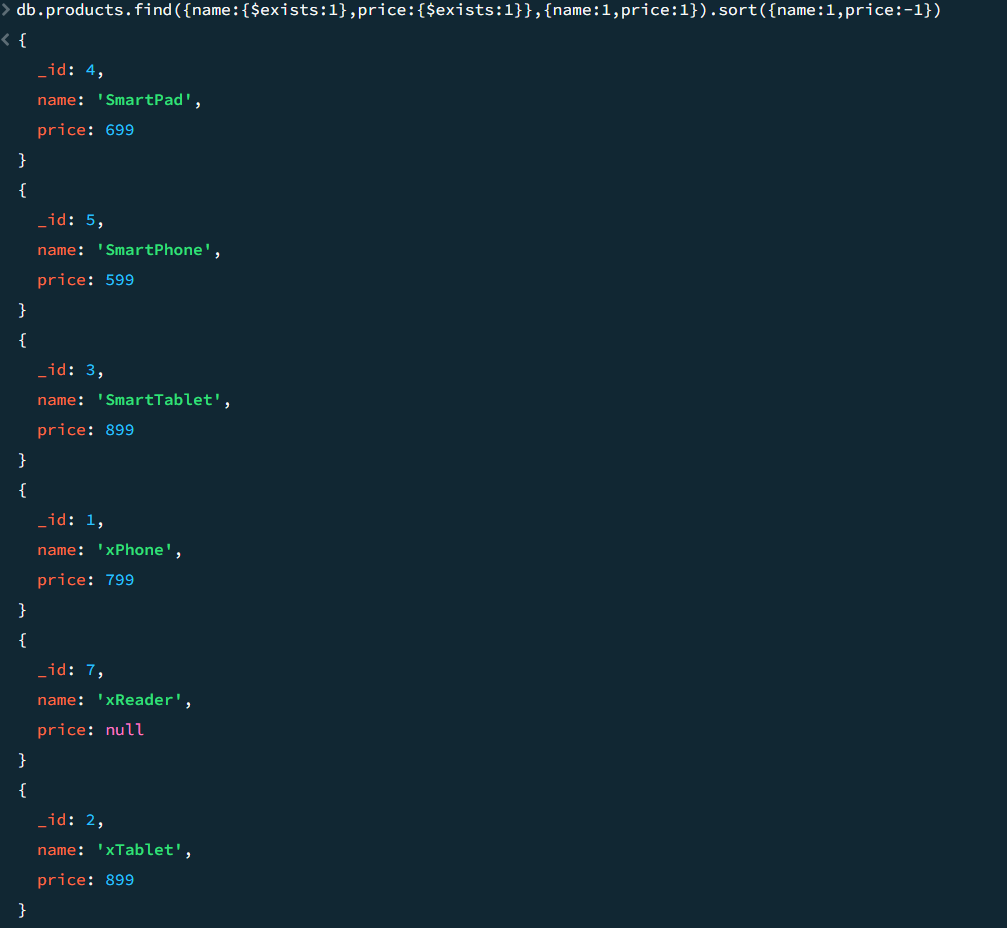 > db.products.find({name:{$exists:1},price:{$exists:1}},{name:1,price:1}).sort({name:1,price:-1})
< {
_id: 4,
name: 'SmartPad',
price: 699
}
{
_id: 5,
name: 'SmartPhone',
price: 599
}
{
_id: 3,
name: 'SmartTablet',
price: 899
}
{
_id: 1,
name: 'xPhone',
price: 799
}
{
_id: 7,
name: 'xReader',
price: null
}
{
_id: 2,
name: 'xTablet',
price: 899
}